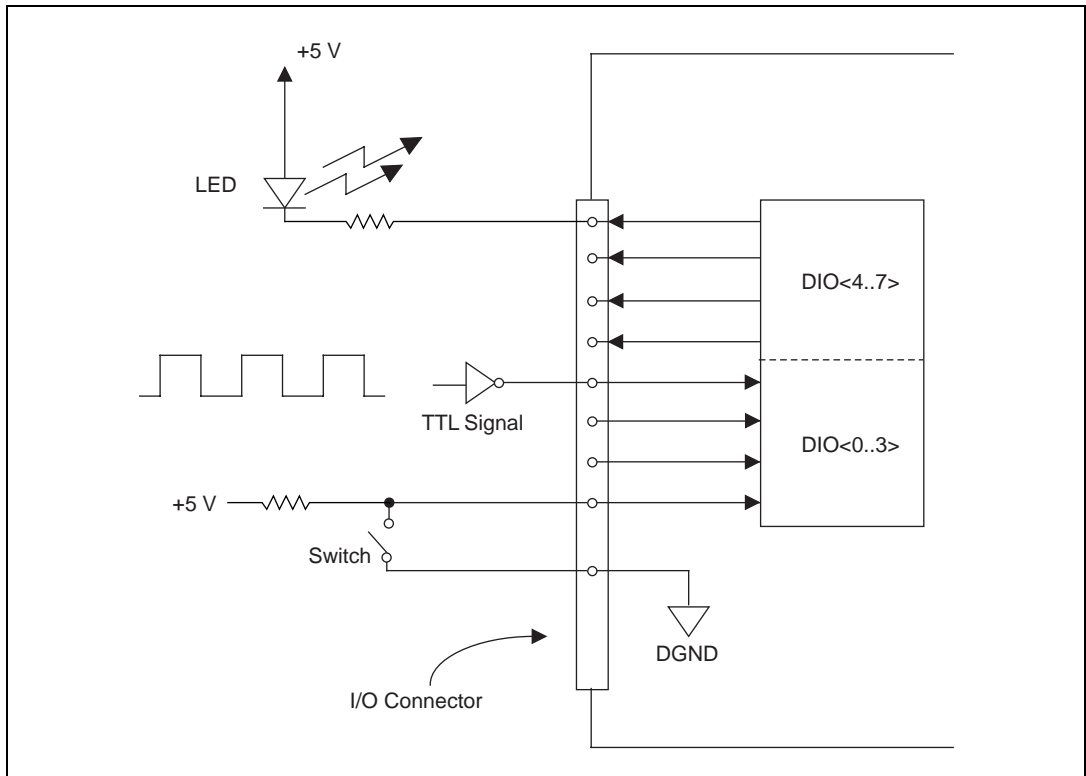 +5 V
LED
DIO<4..7>
TTL Signal
DIO<0..3>
+5 V
Switch
DGND
I/O Connector